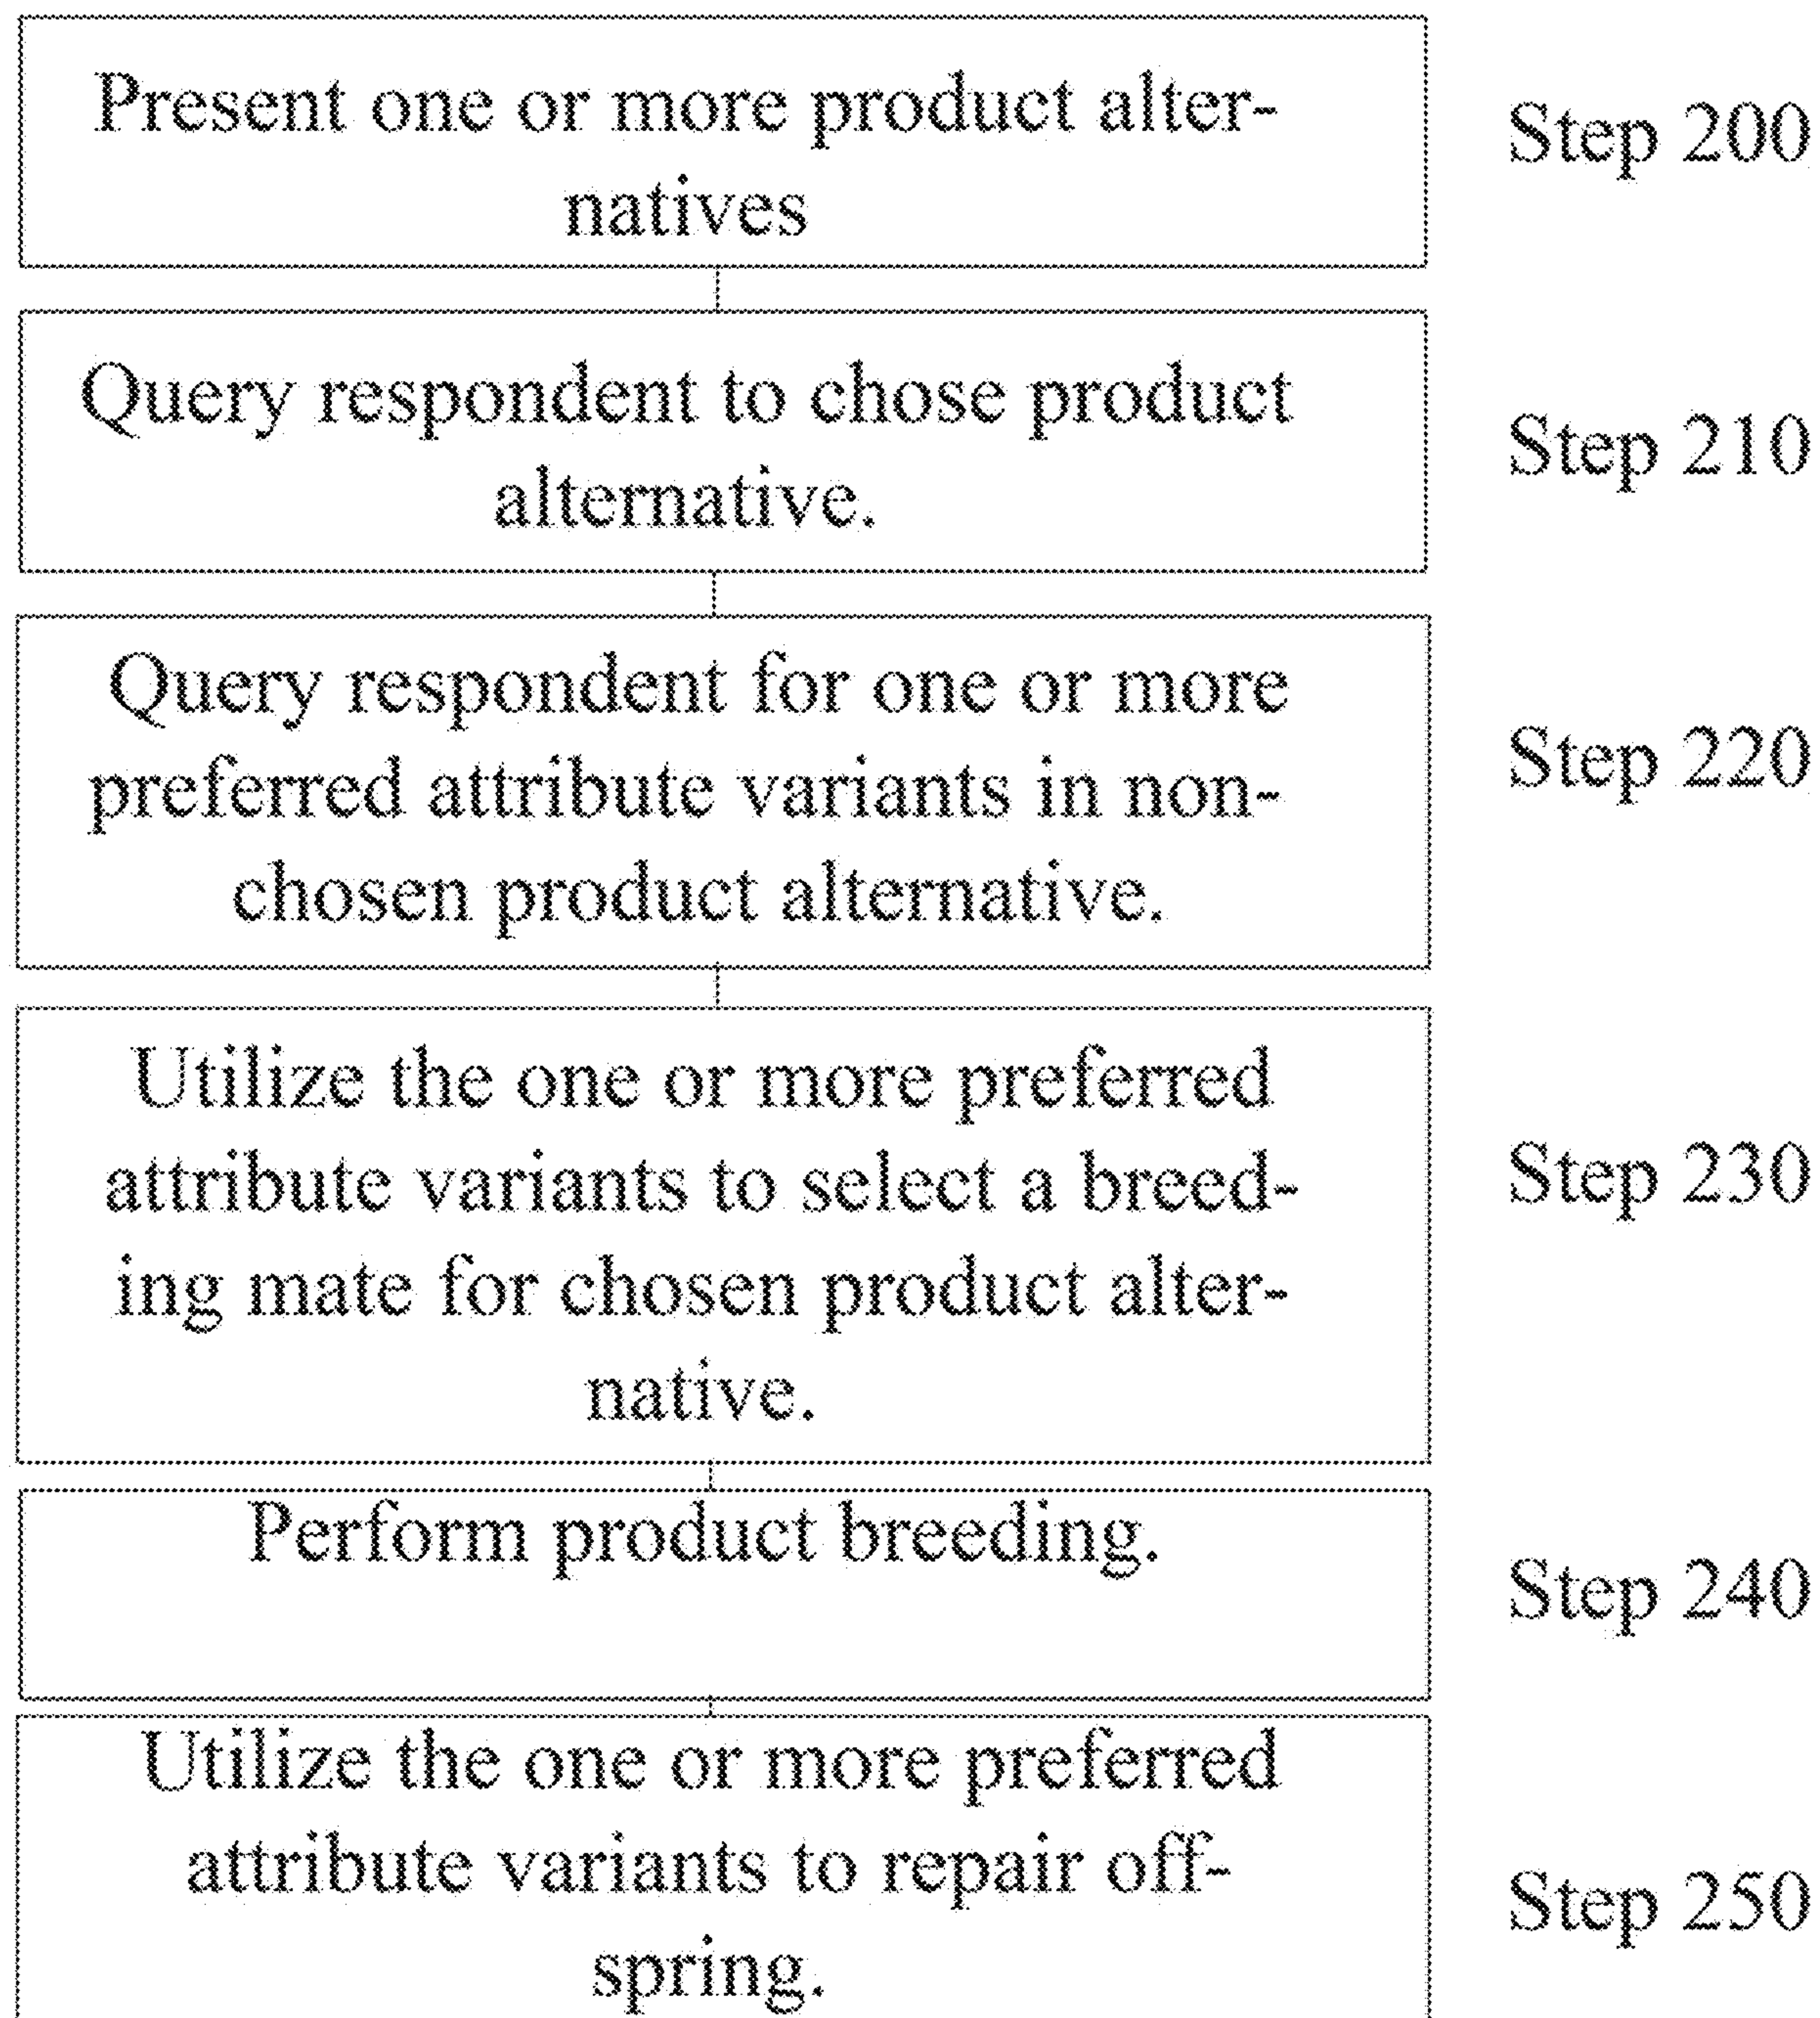 Present one or more product alter-
natives
Step 200
Query respondent to chose product
alternative.
Step 210
Query respondent for one or more
preferred attribute variants in non-
chosen product alternative.
Step 220
Utilize the one or more preferred
attribute variants to select a breed-
ing mate for chosen product alter-
native.
Step 230
Perform product breeding.
Step 240
Utilize the one or more preferred
attribute variants to repair off-
spring.
Step 250